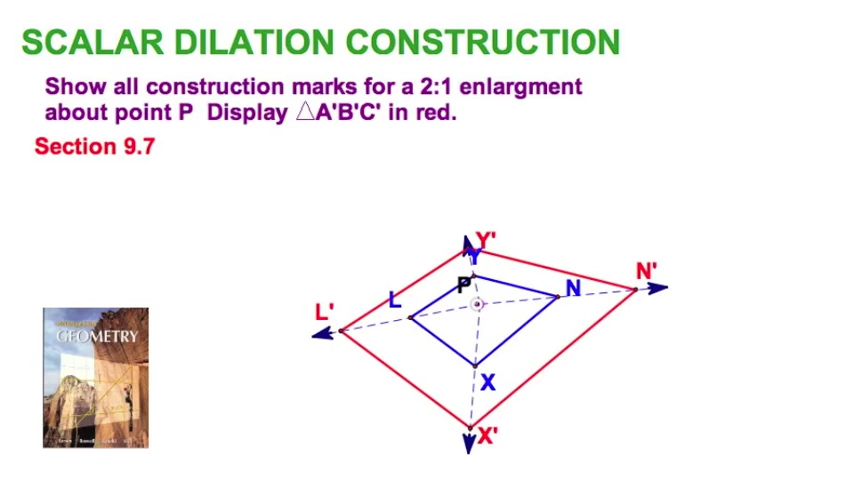 SCALAR DILATION CONSTRUCTION
Show all construction marks for a 2:1 enlargment
about point P Display △A'B'C' in red.
Section 9.7
Y'
Y
N'
P
N
L
L'
GEOMETRY
X
X'